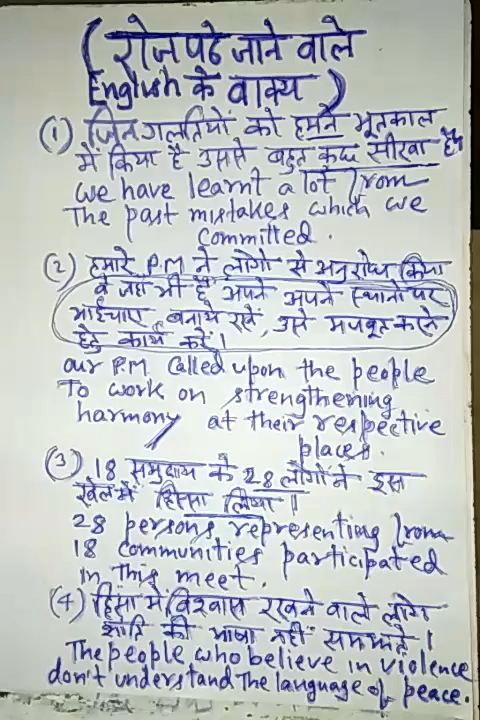 (रोज पढे जाने वाले
English के वाक्य)
(1) जिन गलतियों को हमने भूतकाल
में किया है उससे बहुत कुछ सीखा है।
we have learnt a lot from
The past mistakes which we
committed.
(2) हमारे P.M ने लोगो से अनुरोध किया
वे जहां भी हैं अपने अपने स्थानों पर
भाईचारा बनाये रखें, उसे मजबूत करने
हेतु कार्य करें।
our P.M called upon the people
To work on strengthening
harmony at their respective
places.
(3) 18 समुदाय के 28 लोगों ने इस
खेल में हिस्सा लिया।
28 persons representing from
18 communities participated
in this meet.
(4) हिंसा में विश्वास रखने वाले लोग
शांति की भाषा नहीं समझते।
The people who believe in violence
don't understand The language of peace.